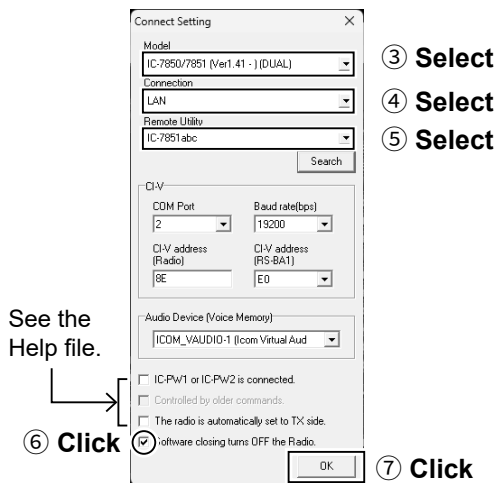 Connect Setting
Model
IC-7850/7851 (Ver1.41 - ) (DUAL)
③ Select
Connection
LAN
④ Select
Remote Utility
IC-7851abc
⑤ Select
Search
CI-V
COM Port
Baud rate(bps)
2
19200
CI-V address
(Radio)
CI-V address
(RS-BA1)
8E
E0
Audio Device (Voice Memory)
ICOM_VAUDIO-1 (Icom Virtual Aud
See the
Help file.
IC-PW1 or IC-PW2 is connected.
Controlled by older commands.
The radio is automatically set to TX side.
⑥ Click
Software closing turns OFF the Radio.
OK
⑦ Click